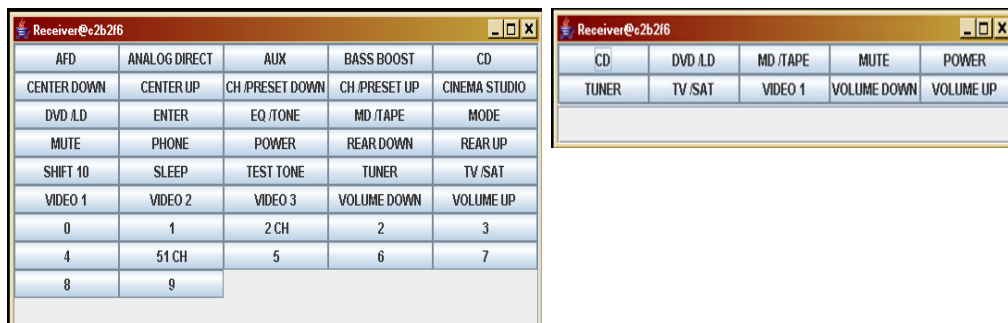 Receiver@c2b2f6
AFD ANALOG DIRECT AUX BASS BOOST CD
CENTER DOWN CENTER UP CH /PRESET DOWN CH /PRESET UP CINEMA STUDIO
DVD /LD ENTER EQ /TONE MD /TAPE MODE
MUTE PHONE POWER REAR DOWN REAR UP
SHIFT 10 SLEEP TEST TONE TUNER TV /SAT
VIDEO 1 VIDEO 2 VIDEO 3 VOLUME DOWN VOLUME UP
0 1 2 CH 2 3
4 51 CH 5 6 7
8 9
Receiver@c2b2f6
CD DVD /LD MD /TAPE MUTE POWER
TUNER TV /SAT VIDEO 1 VOLUME DOWN VOLUME UP